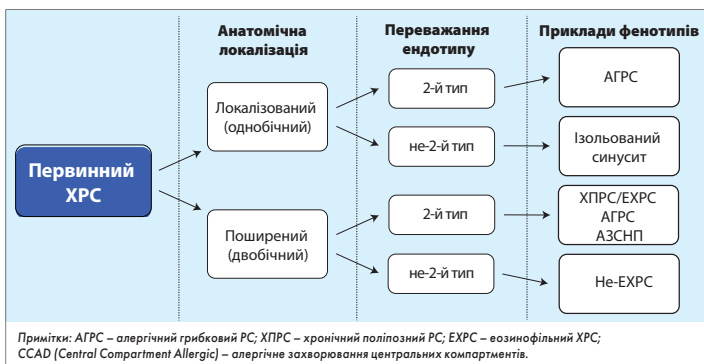 Анатомічна
локалізація
Переважання
ендотипу
Приклади фенотипів
Первинний
ХРС
Локалізований
(однобічний)
2-й тип
АГРС
не-2-й тип
Ізольований
синусит
Поширений
(двобічний)
2-й тип
ХПРС/ЕХРС
АГРС
АЗСНП
не-2-й тип
Не-ЕХРС
Примітки: АГРС – алергічний грибковий РС; ХПРС – хронічний поліпозний РС; ЕХРС – еозинофільний ХРС;
CCAD (Central Compartment Allergic) – алергічне захворювання центральних компартментів.